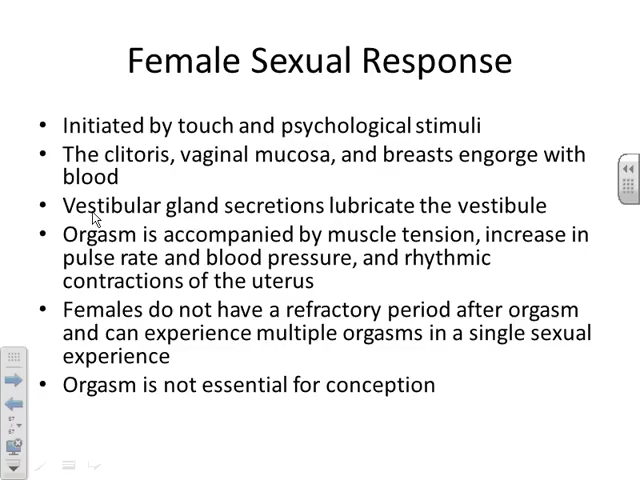 Female Sexual Response
• Initiated by touch and psychological stimuli
• The clitoris, vaginal mucosa, and breasts engorge with
blood
• Vestibular gland secretions lubricate the vestibule
• Orgasm is accompanied by muscle tension, increase in
pulse rate and blood pressure, and rhythmic
contractions of the uterus
• Females do not have a refractory period after orgasm
and can experience multiple orgasms in a single sexual
experience
• Orgasm is not essential for conception